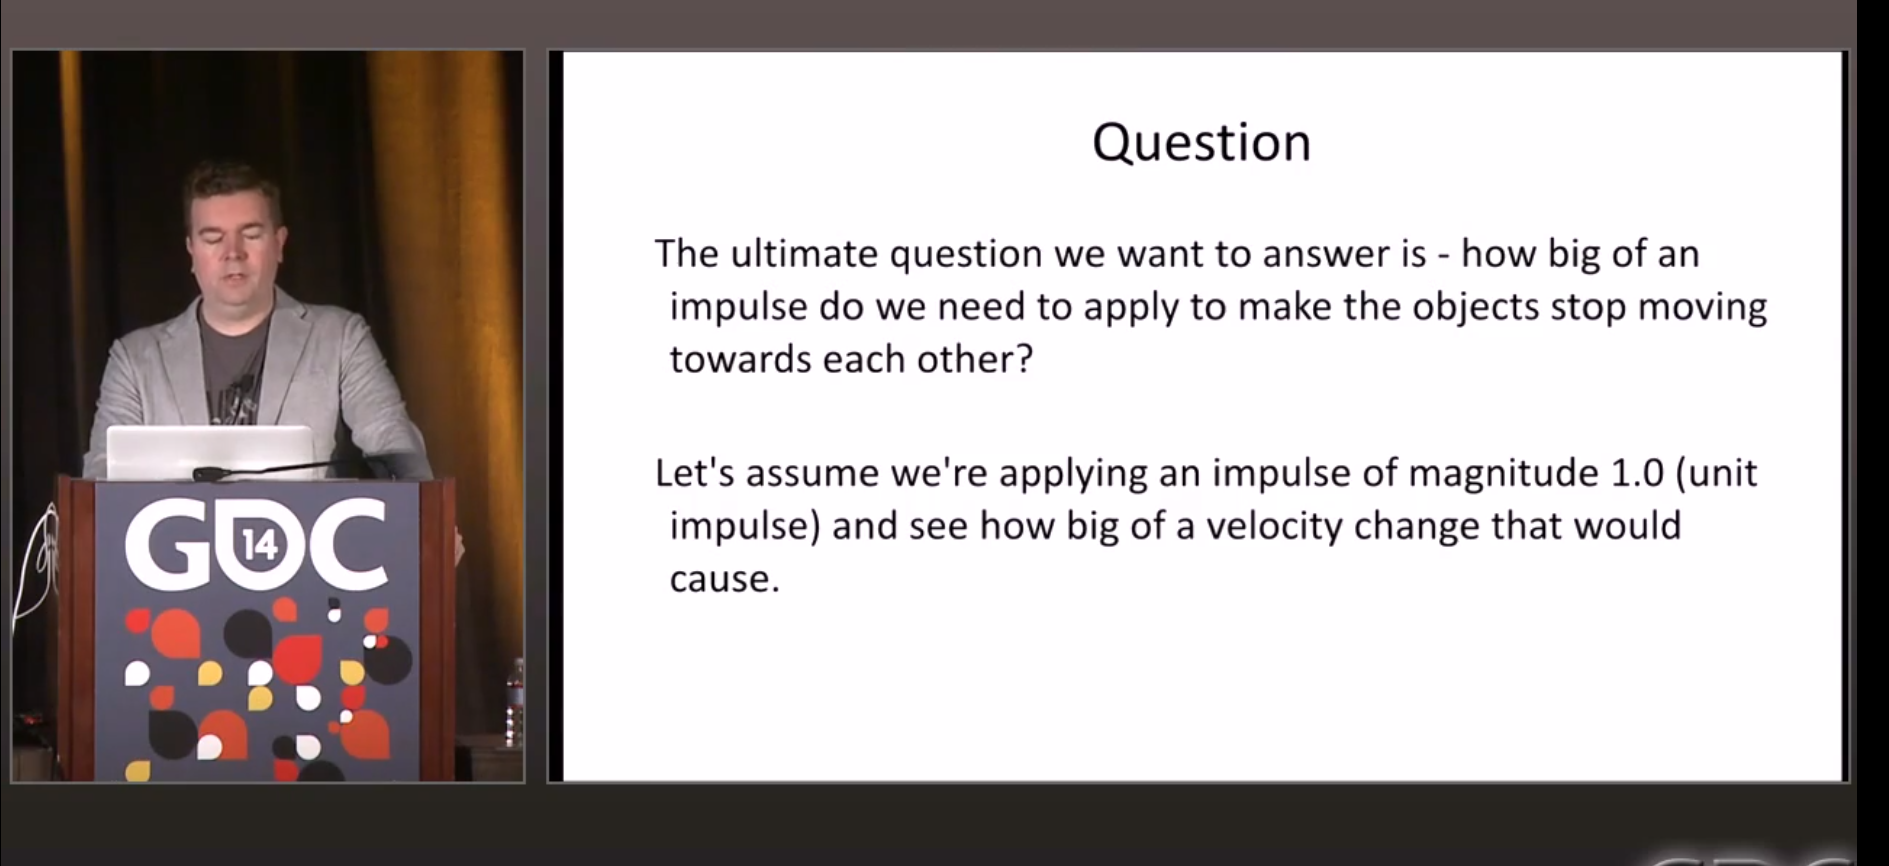 Question
The ultimate question we want to answer is - how big of an
impulse do we need to apply to make the objects stop moving
towards each other?
Let's assume we're applying an impulse of magnitude 1.0 (unit
impulse) and see how big of a velocity change that would
cause.
GDC
14